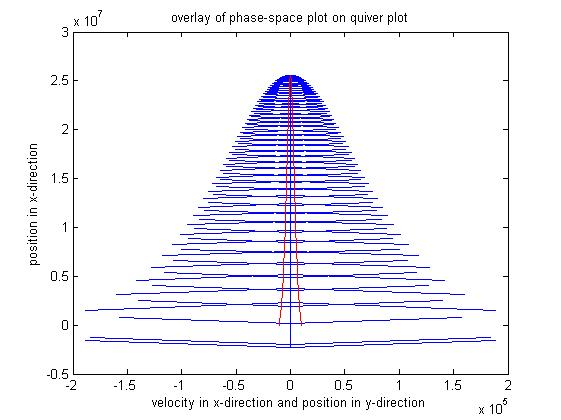 overlay of phase-space plot on quiver plot
x 10^7
3
2.5
2
1.5
1
0.5
0
-0.5
position in x-direction
-2 -1.5 -1 -0.5 0 0.5 1 1.5 2
velocity in x-direction and position in y-direction
x 10^5